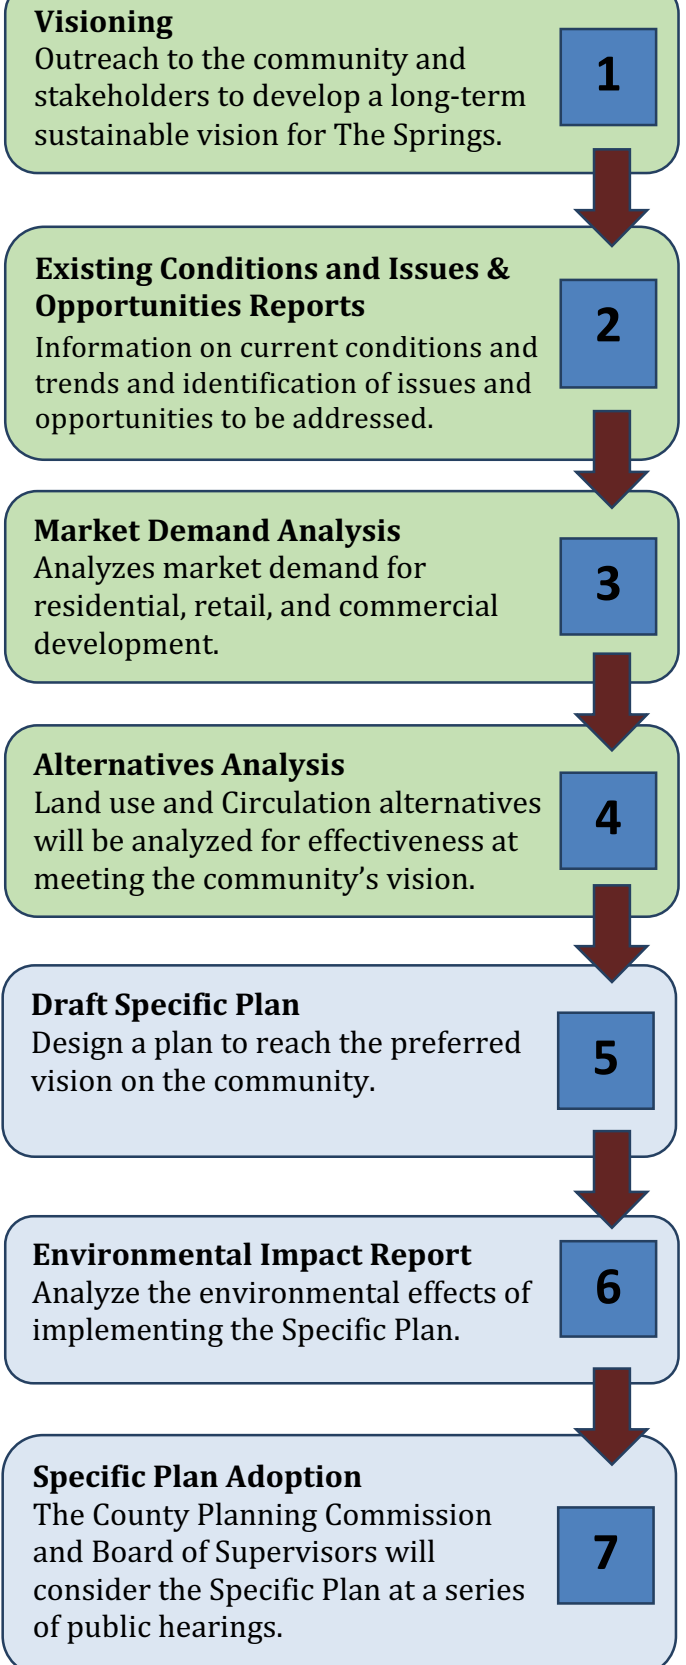 Visioning
Outreach to the community and
stakeholders to develop a long-term
sustainable vision for The Springs.
1
Existing Conditions and Issues &
Opportunities Reports
Information on current conditions and
trends and identification of issues and
opportunities to be addressed.
2
Market Demand Analysis
Analyzes market demand for
residential, retail, and commercial
development.
3
Alternatives Analysis
Land use and Circulation alternatives
will be analyzed for effectiveness at
meeting the community’s vision.
4
Draft Specific Plan
Design a plan to reach the preferred
vision on the community.
5
Environmental Impact Report
Analyze the environmental effects of
implementing the Specific Plan.
6
Specific Plan Adoption
The County Planning Commission
and Board of Supervisors will
consider the Specific Plan at a series
of public hearings.
7